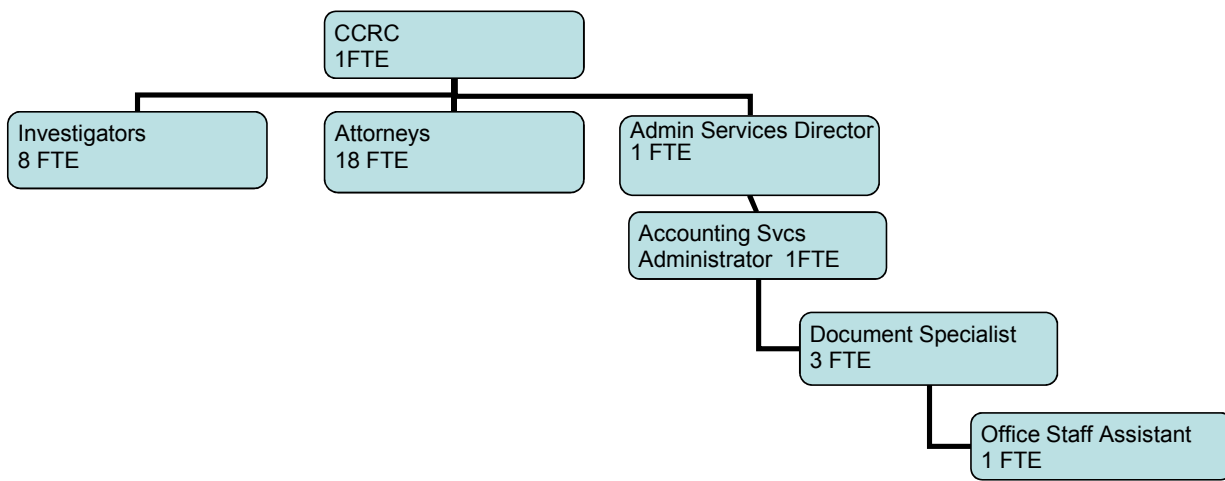 CCRC
1FTE
Investigators
8 FTE
Attorneys
18 FTE
Admin Services Director
1 FTE
Accounting Svcs
Administrator  1FTE
Document Specialist
3 FTE
Office Staff Assistant
1 FTE